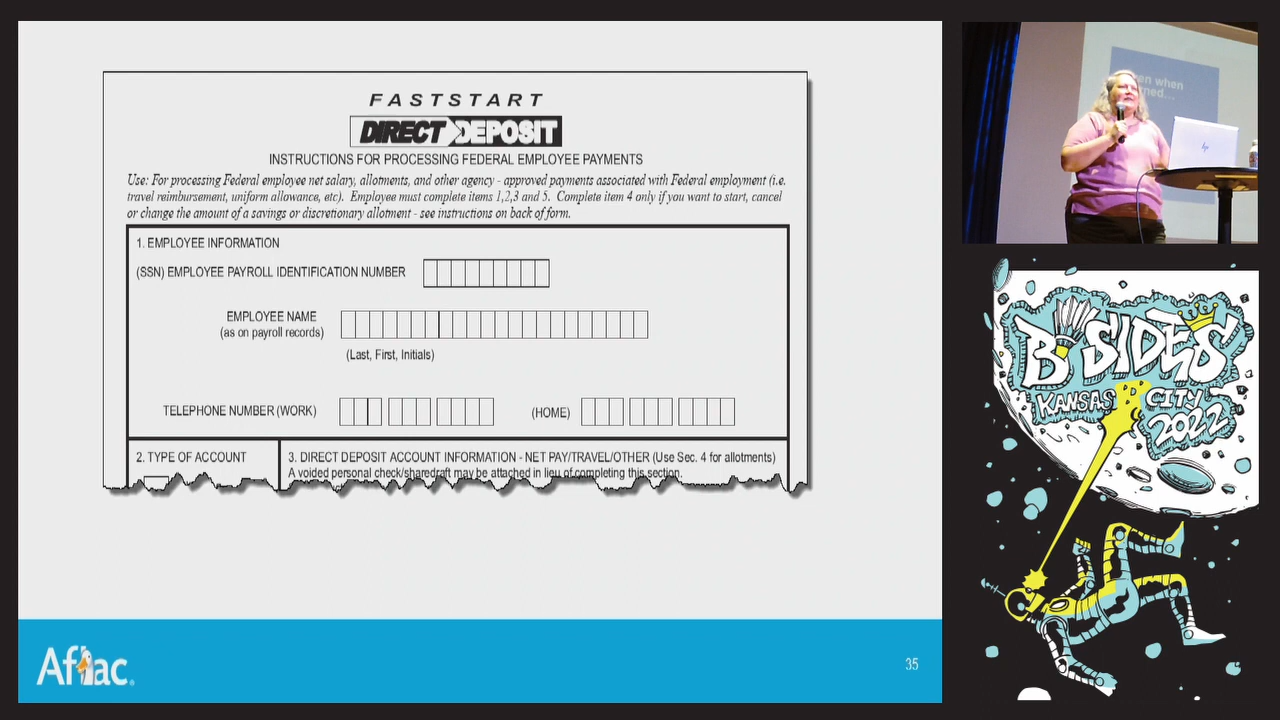 FASTSTART
DIRECT DEPOSIT
INSTRUCTIONS FOR PROCESSING FEDERAL EMPLOYEE PAYMENTS
Use: For processing Federal employee net salary, allotments, and other agency - approved payments associated with Federal employment (i.e.
travel reimbursement, uniform allowance, etc). Employee must complete items 1,2,3 and 5. Complete item 4 only if you want to start, cancel
or change the amount of a savings or discretionary allotment - see instructions on back of form.
1. EMPLOYEE INFORMATION
(SSN) EMPLOYEE PAYROLL IDENTIFICATION NUMBER
EMPLOYEE NAME
(as on payroll records)
(Last, First, Initials)
TELEPHONE NUMBER (WORK)
(HOME)
2. TYPE OF ACCOUNT
3. DIRECT DEPOSIT ACCOUNT INFORMATION - NET PAY/TRAVEL/OTHER (Use Sec. 4 for allotments)
A voided personal check/sharedraft may be attached in lieu of completing this section.
Aflac.
35
when
hp
BSIDES
KANSAS CITY
2022